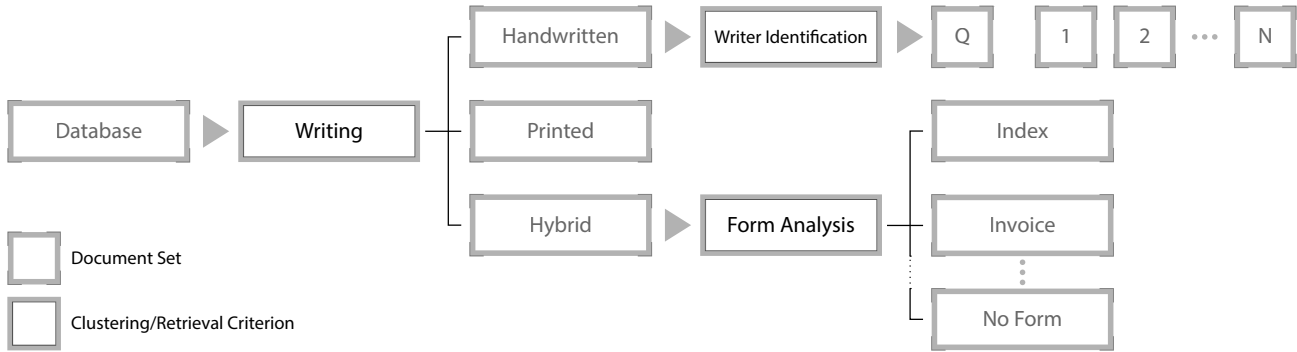 Handwritten
Writer Identification
Q
1
2
N
Database
Writing
Printed
Index
Hybrid
Form Analysis
Invoice
No Form
Document Set
Clustering/Retrieval Criterion